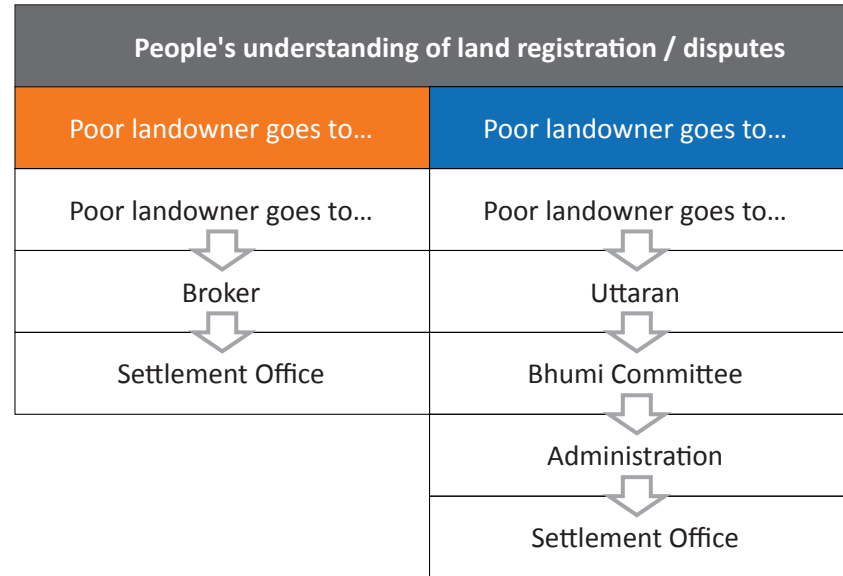 People's understanding of land registration / disputes
Poor landowner goes to...
Poor landowner goes to...
Poor landowner goes to...
Poor landowner goes to...
Broker
Uttaran
Settlement Office
Bhumi Committee
Administration
Settlement Office